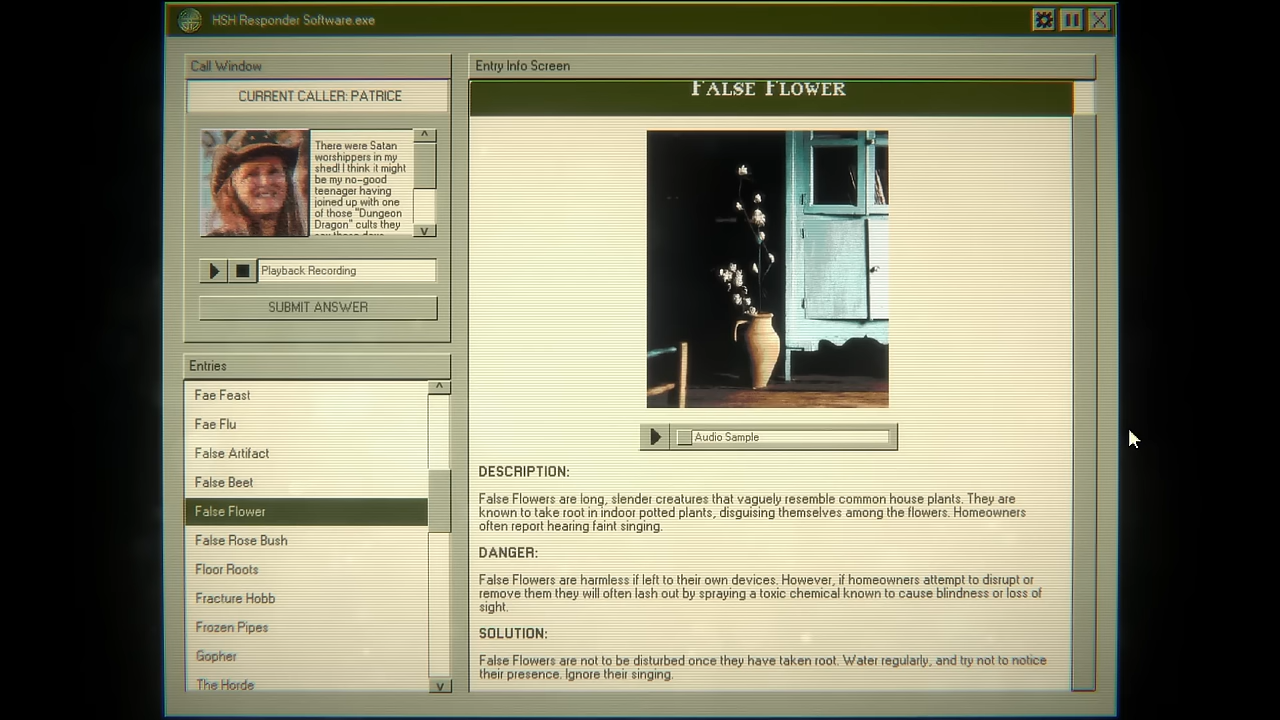 HSH Responder Software.exe
Call Window
CURRENT CALLER: PATRICE
There were Satan
worshippers in my
shed! I think it might
be my no-good
teenager having
joined up with one
of those "Dungeon
Dragon" cults they
Playback Recording
SUBMIT ANSWER
Entries
Fae Feast
Fae Flu
False Artifact
False Beet
False Flower
False Rose Bush
Floor Roots
Fracture Hobb
Frozen Pipes
Gopher
The Horde
Entry Info Screen
FALSE FLOWER
Audio Sample
DESCRIPTION:
False Flowers are long, slender creatures that vaguely resemble common house plants. They are
known to take root in indoor potted plants, disguising themselves among the flowers. Homeowners
often report hearing faint singing.
DANGER:
False Flowers are harmless if left to their own devices. However, if homeowners attempt to disrupt or
remove them they will often lash out by spraying a toxic chemical known to cause blindness or loss of
sight.
SOLUTION:
False Flowers are not to be disturbed once they have taken root. Water regularly, and try not to notice
their presence. Ignore their singing.